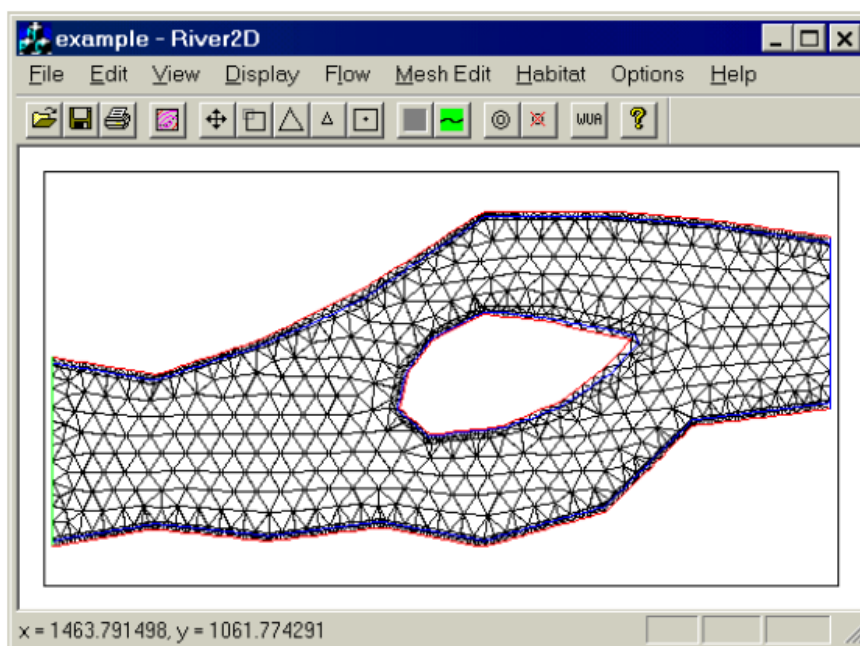 example - River2D
File Edit View Display Flow Mesh Edit Habitat Options Help
WUA ?
x = 1463.791498, y = 1061.774291